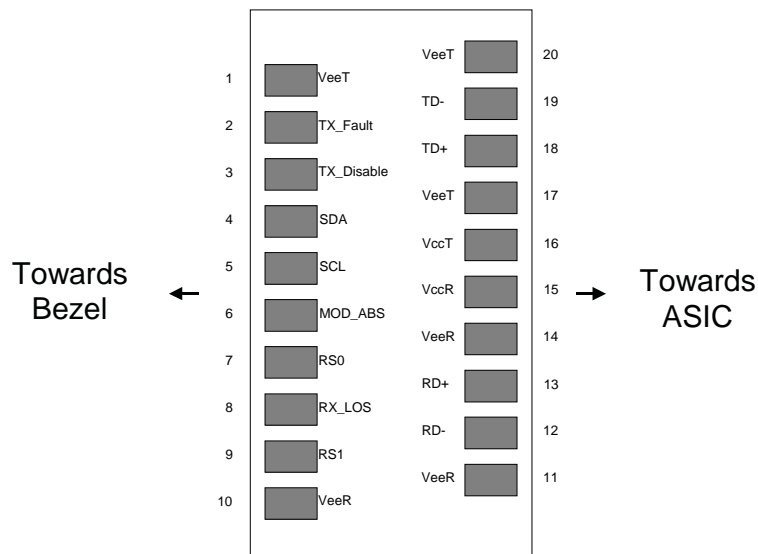 VeeT 20
1 VeeT
TD- 19
2 TX_Fault
TD+ 18
3 TX_Disable
VeeT 17
4 SDA
VccT 16
5 SCL
Towards
Bezel
VccR 15
Towards
ASIC
6 MOD_ABS
VeeR 14
7 RS0
RD+ 13
8 RX_LOS
RD- 12
9 RS1
VeeR 11
10 VeeR